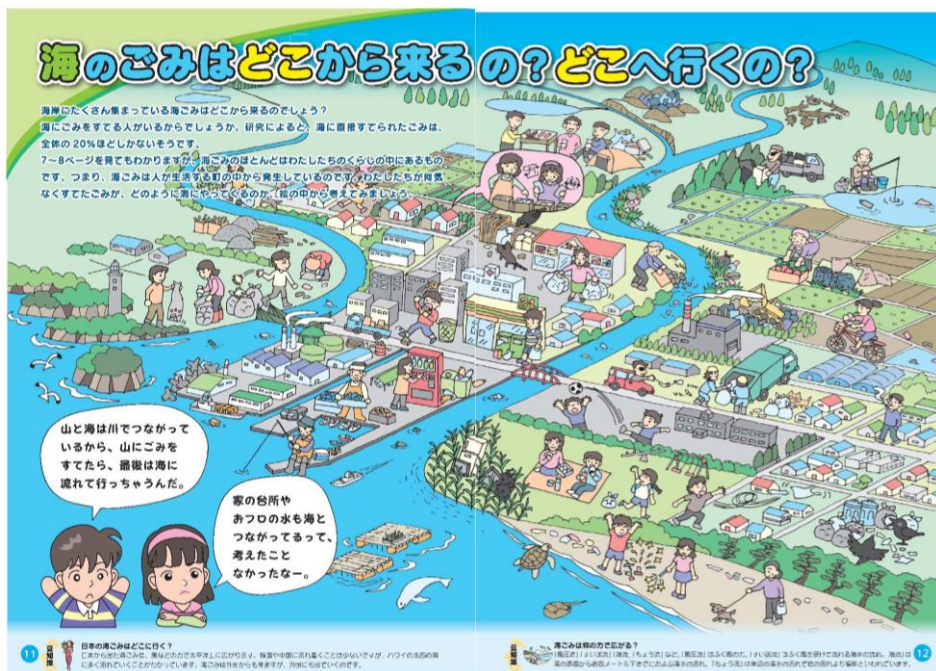 海のごみはどこから来るの?どこへ行くの?
海岸にたくさん集まっている海ごみはどこから来るのでしょう?
海にごみをすてる人がいるからでしょうか。研究によると、海に直接すてられたごみは、
全体の20%ほどしかないそうです。
7~8ページを見てもわかりますが、海ごみのほとんどはわたしたちのくらしの中にあるもの
です。つまり、海ごみは人が生活する町の中から発生しているのです。わたしたちが何気
なくすてたごみが、どのように海にやってくるのか、絵の中から考えてみましょう。
山と海は川でつながって
いるから、山にごみを
すてたら、最後は海に
流れて行っちゃうんだ。
家の台所や
おフロの水も海と
つながってるって、
考えたこと
なかったなー。
11
豆知識
日本の海ごみはどこに行く?
豆知識
海ごみは何の力で広がる?
12